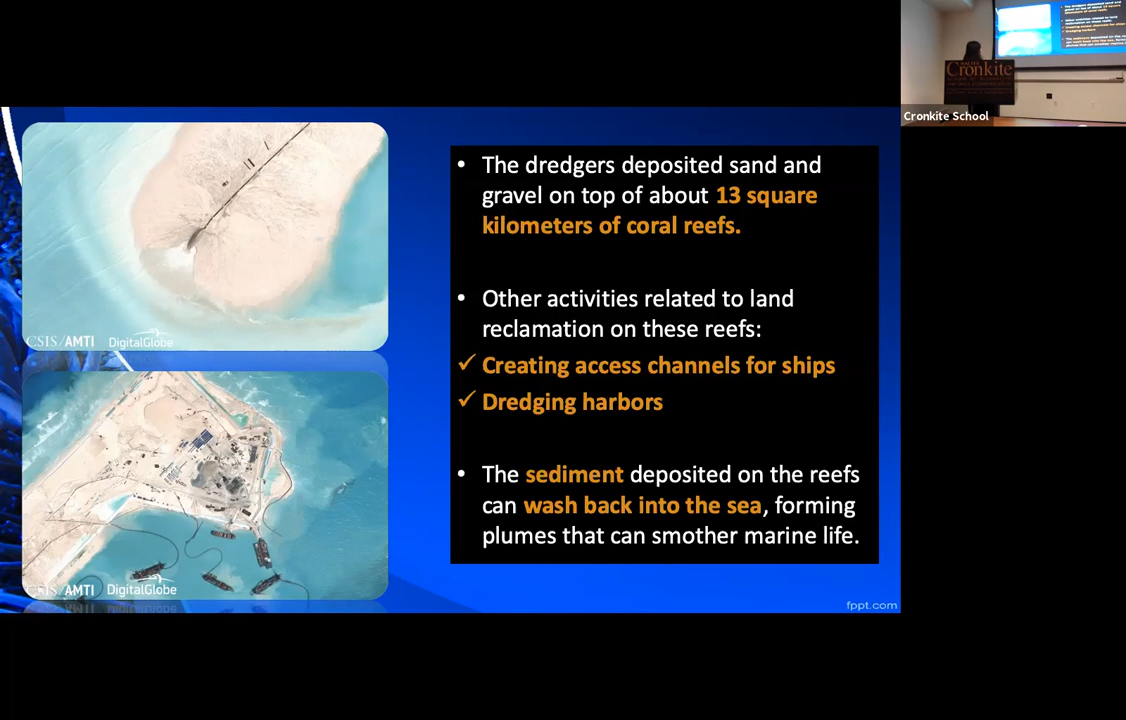 CSIS/AMTI DigitalGlobe
CSIS/AMTI DigitalGlobe
• The dredgers deposited sand and
gravel on top of about 13 square
kilometers of coral reefs.
• Other activities related to land
reclamation on these reefs:
✓ Creating access channels for ships
✓ Dredging harbors
• The sediment deposited on the reefs
can wash back into the sea, forming
plumes that can smother marine life.
fppt.com
Cronkite
Cronkite School